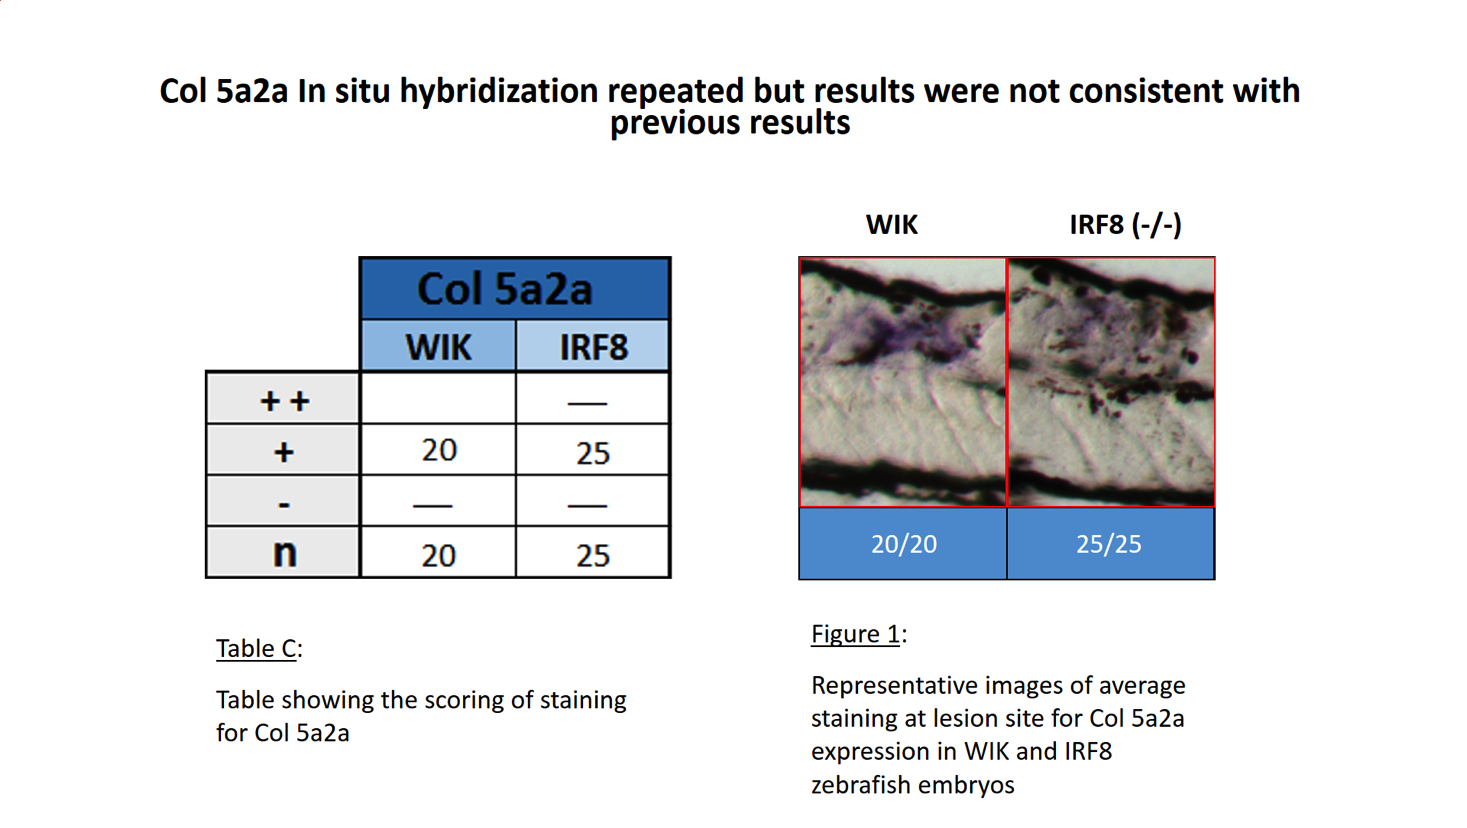 Col 5a2a In situ hybridization repeated but results were not consistent with
previous results
Col 5a2a
WIK IRF8
+ + —
+ 20 25
- — —
n 20 25
Table C:
Table showing the scoring of staining
for Col 5a2a
WIK IRF8 (-/-)
20/20 25/25
Figure 1:
Representative images of average
staining at lesion site for Col 5a2a
expression in WIK and IRF8
zebrafish embryos